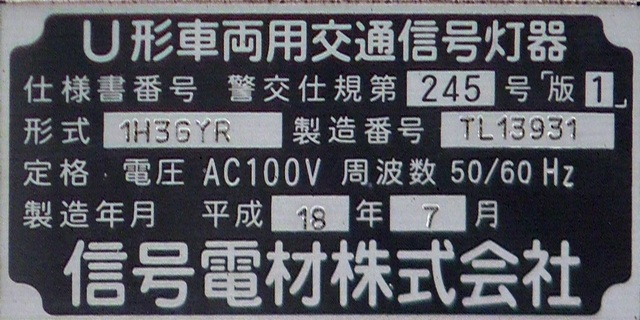 U形車両用交通信号灯器
仕様書番号 警交仕規第 245 号「版 1」
形式 1H3GYR 製造番号 TL13931
定格 電圧 AC100V 周波数 50/60 Hz
製造年月 平成 18 年 7 月
信号電材株式会社